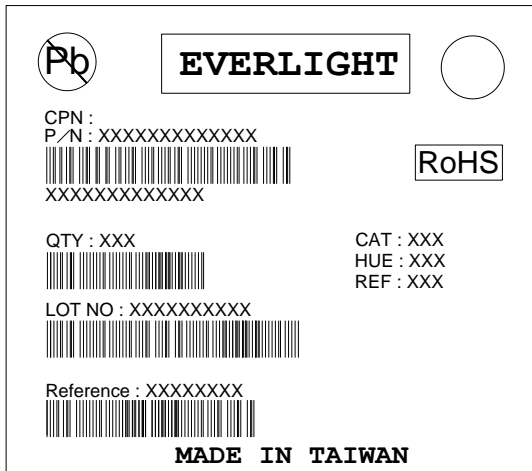 Pb
EVERLIGHT
CPN :
P/N : XXXXXXXXXXXXX
XXXXXXXXXXXXX
RoHS
QTY : XXX
CAT : XXX
HUE : XXX
REF : XXX
LOT NO : XXXXXXXXXX
Reference : XXXXXXXX
MADE IN TAIWAN